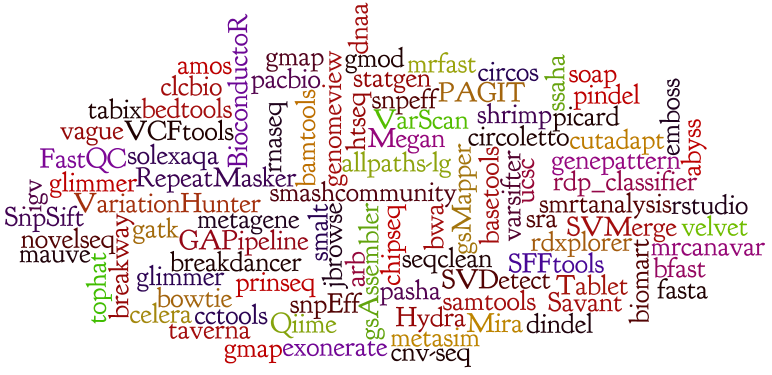 dnaa
amos
BioconductoR
gmap
gmod
mrfast
circos
ssaha
soap
clcbio
pacbio.
genomeview
statgen
pindel
emboss
tabix
bedtools
rnaseq
bamtools
htseq
snpeff
PAGIT
shrimp
picard
vague
VCFtools
VarScan
Megan
circoletto
cutadapt
abyss
FastQC
solexaqa
allpaths-lg
gsMapper
basetools
varsifter
ucsc
genepattern
igv
glimmer
RepeatMasker
smashcommunity
rdp_classifier
SnpSift
VariationHunter
metagene
smalt
jbrowse
gsAssembler
chipseq
bwa
sra
smrtanalysis
rstudio
novelseq
breakway
gatk
GAPipeline
arb
seqclean
rdxplorer
SVMerge
velvet
mauve
breakdancer
SFFtools
biomart
mrcanavar
tophat
glimmer
prinseq
pasha
SVDetect
Tablet
bfast
bowtie
snpEff
samtools
Savant
fasta
celera
cctools
Qiime
Hydra
Mira
dindel
taverna
metasim
gmap
exonerate
cnv-seq